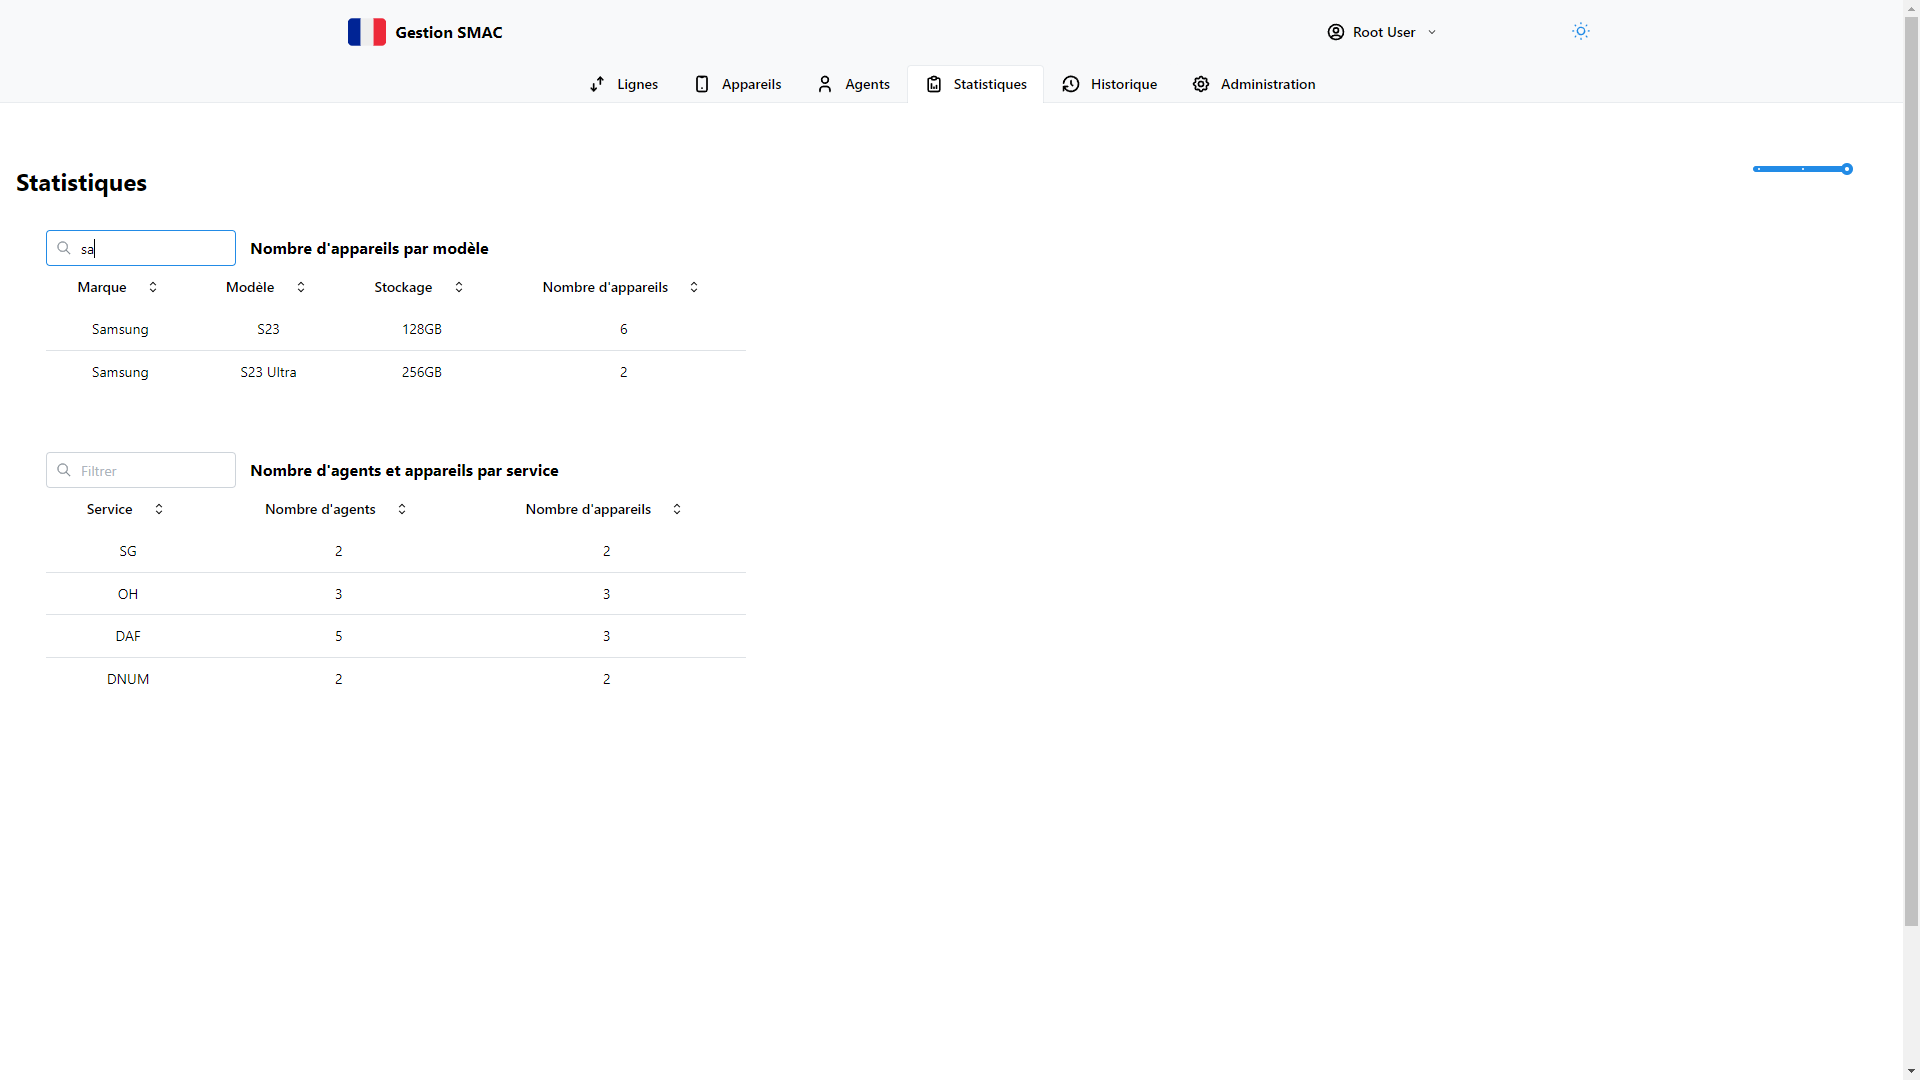 Gestion SMAC
Root User
Lignes Appareils Agents Statistiques Historique Administration
Statistiques
sa
Nombre d'appareils par modèle
Marque Modèle Stockage Nombre d'appareils
Samsung S23 128GB 6
Samsung S23 Ultra 256GB 2
Filtrer
Nombre d'agents et appareils par service
Service Nombre d'agents Nombre d'appareils
SG 2 2
OH 3 3
DAF 5 3
DNUM 2 2